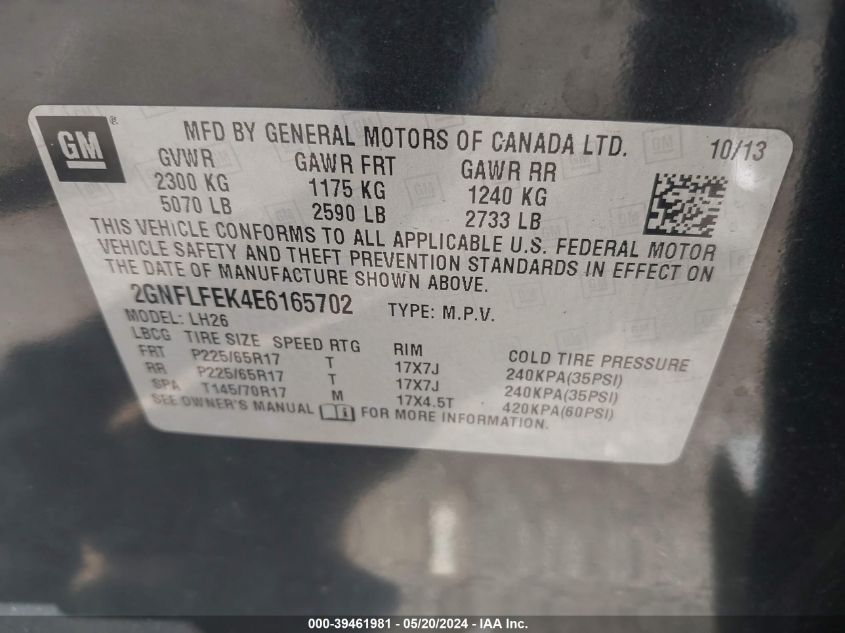 GM ®
MFD BY GENERAL MOTORS OF CANADA LTD. 10/13
GVWR GAWR FRT GAWR RR
2300 KG 1175 KG 1240 KG
5070 LB 2590 LB 2733 LB
THIS VEHICLE CONFORMS TO ALL APPLICABLE U.S. FEDERAL MOTOR
VEHICLE SAFETY AND THEFT PREVENTION STANDARDS IN EFFECT ON
THE DATE OF MANUFACTURE SHOWN ABOVE.
2GNFLFEK4E6165702 TYPE: M.P.V.
MODEL: LH26
LBCG TIRE SIZE SPEED RTG RIM COLD TIRE PRESSURE
FRT P225/65R17 T 17X7J 240KPA(35PSI)
RR P225/65R17 T 17X7J 240KPA(35PSI)
SPA T145/70R17 M 17X4.5T 420KPA(60PSI)
SEE OWNER'S MANUAL FOR MORE INFORMATION.
000-39461981 - 05/20/2024 - IAA Inc.